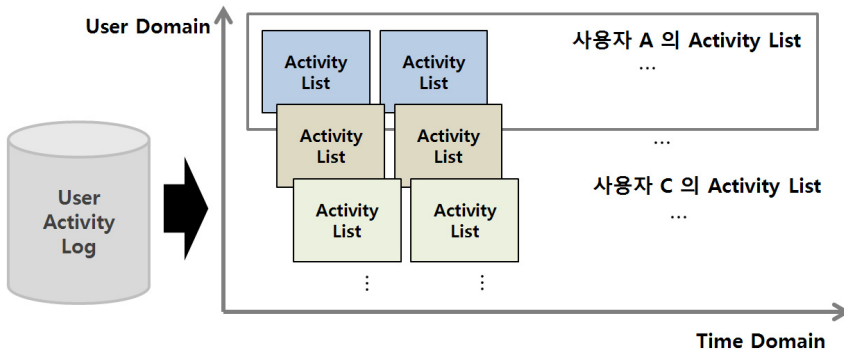 User Domain
사용자 A 의 Activity List
...
Activity
List
Activity
List
Activity
List
Activity
List
...
사용자 C 의 Activity List
...
Activity
List
Activity
List
User
Activity
Log
⋮
⋮
Time Domain